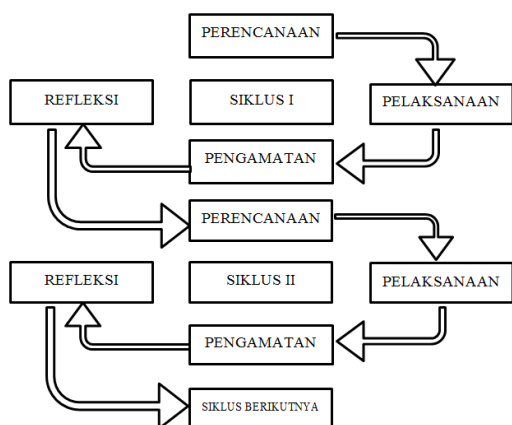 PERENCANAAN
REFLEKSI
SIKLUS I
PELAKSANAAN
PENGAMATAN
PERENCANAAN
REFLEKSI
SIKLUS II
PELAKSANAAN
PENGAMATAN
SIKLUS BERIKUTNYA